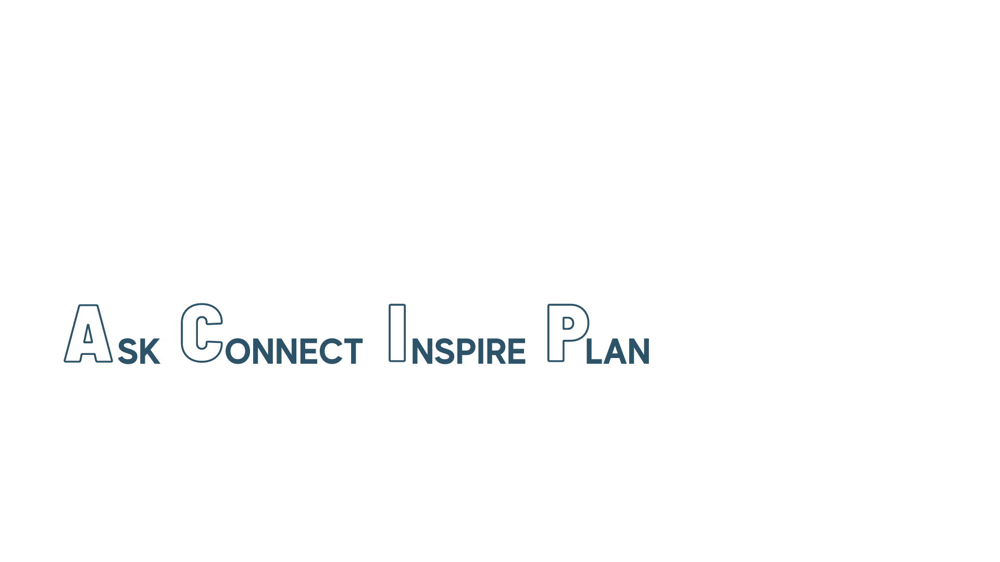 ASK CONNECT INSPIRE PLAN